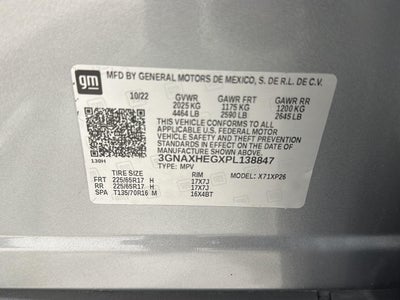 gm
MFD BY GENERAL MOTORS DE MEXICO, S. DE R.L. DE C.V.
10/22 GVWR GAWR FRT GAWR RR
2025 KG 1175 KG 1200 KG
4464 LB 2590 LB 2645 LB
THIS VEHICLE CONFORMS TO ALL
APPLICABLE U.S. FEDERAL MOTOR
VEHICLE SAFETY AND THEFT PREVENTION
STANDARDS IN EFFECT ON THE DATE OF
MANUFACTURE SHOWN ABOVE.
130H 3GNAXHEGXPL138847
TYPE: MPV
TIRE SIZE RIM MODEL: X71XP26
FRT 225/65R17 H 17X7J
RR 225/65R17 H 17X7J
SPA T135/70R16 M 16X4BT